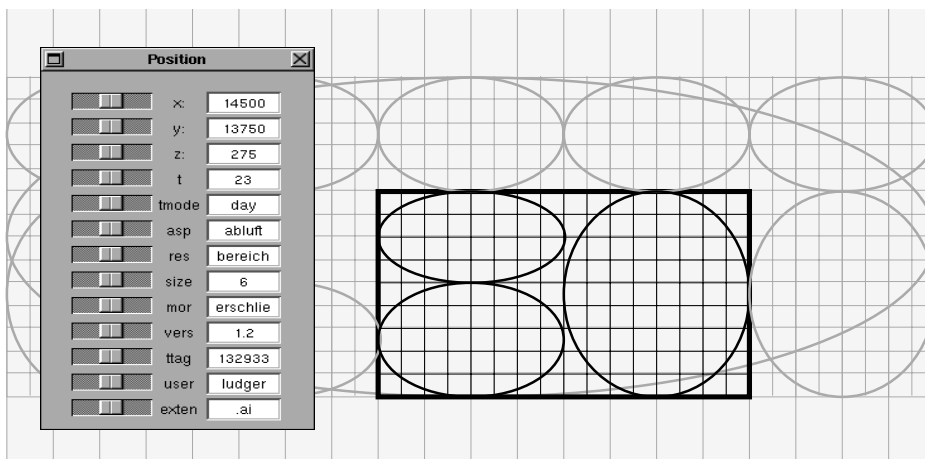 Position
x: 14500
y: 13750
z: 275
t 23
tmode day
asp abluft
res bereich
size 6
mor erschlie
vers 1.2
ttag 132933
user ludger
exten .ai